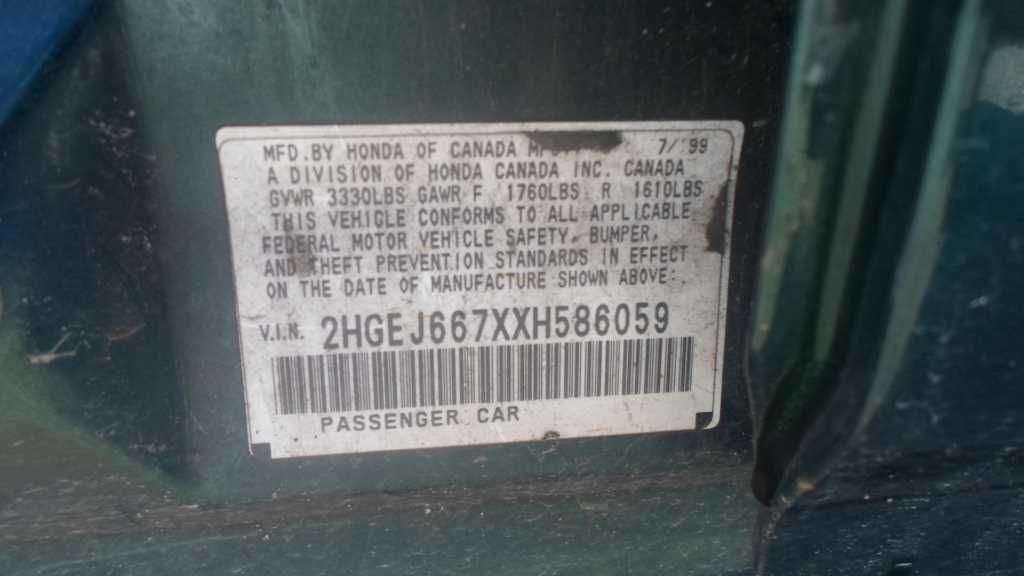 MFD.BY HONDA OF CANADA 7/ 99
A DIVISION OF HONDA CANADA INC. CANADA
GVWR 3330LBS GAWR F 1760LBS R 1610LBS
THIS VEHICLE CONFORMS TO ALL APPLICABLE
FEDERAL MOTOR VEHICLE SAFETY, BUMPER,
AND THEFT PREVENTION STANDARDS IN EFFECT
ON THE DATE OF MANUFACTURE SHOWN ABOVE:
V.I.N. 2HGEJ667XXH586059
PASSENGER CAR